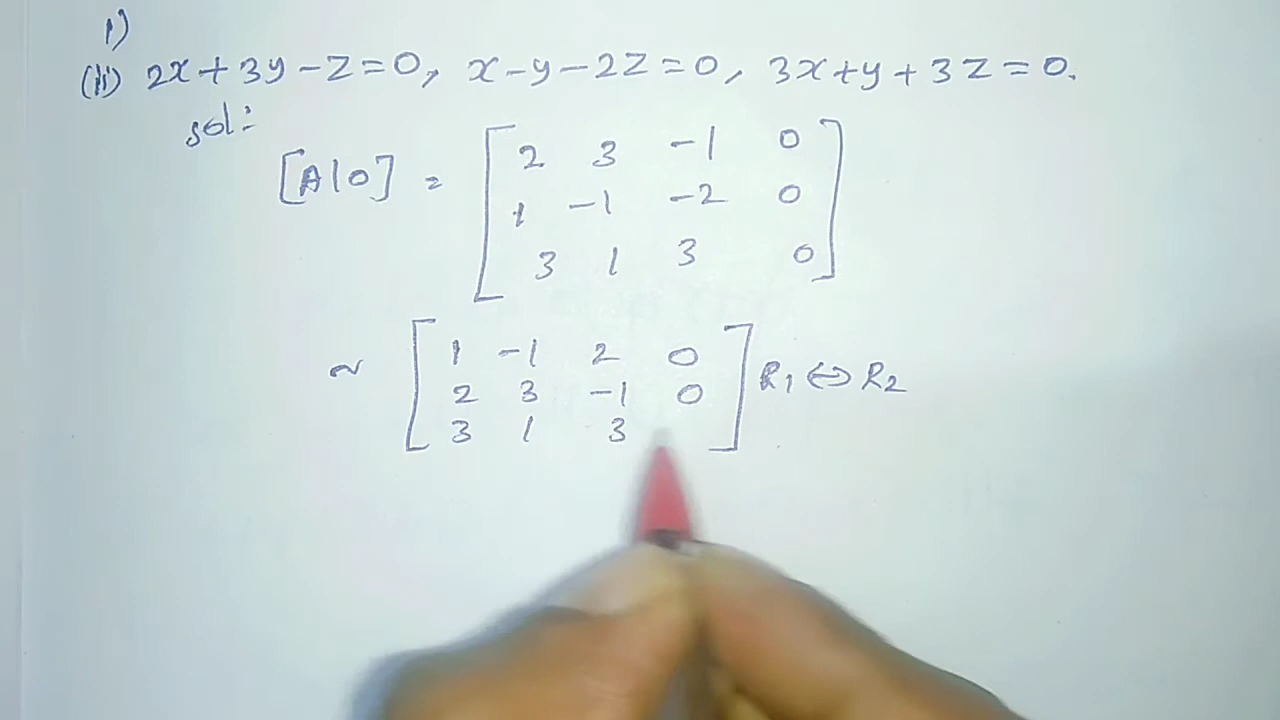 1)
(ii) 2x + 3y - z = 0, x - y - 2z = 0, 3x + y + 3z = 0.
sol:
[A|0] = [ 2 3 -1 0
1 -1 -2 0
3 1 3 0 ]
~ [ 1 -1 2 0
2 3 -1 0
3 1 3 ] R1 ⇔ R2